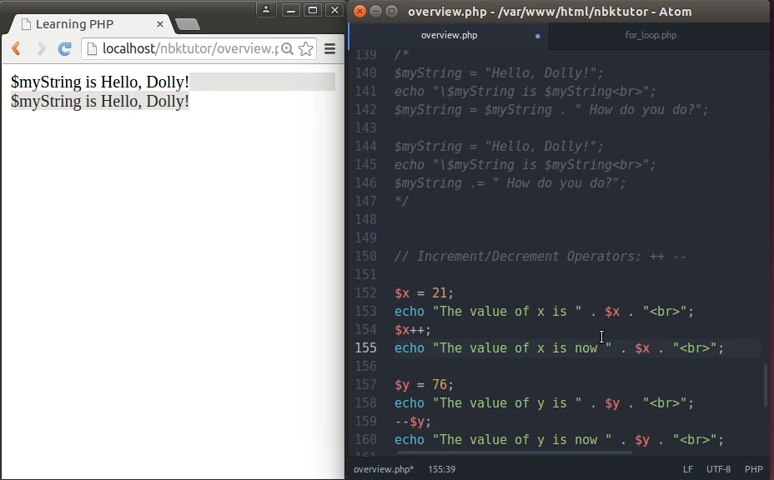 Learning PHP
localhost/nbktutor/overview.p
$myString is Hello, Dolly!
$myString is Hello, Dolly!
overview.php - /var/www/html/nbktutor - Atom
overview.php
for_loop.php
139 /*
140 $myString = "Hello, Dolly!";
141 echo "\$myString is $myString<br>";
142 $myString = $myString . " How do you do?";
143
144 $myString = "Hello, Dolly!";
145 echo "\$myString is $myString<br>";
146 $myString .= " How do you do?";
147 */
148
149
150 // Increment/Decrement Operators: ++ --
151
152 $x = 21;
153 echo "The value of x is " . $x . "<br>";
154 $x++;
155 echo "The value of x is now " . $x . "<br>";
156
157 $y = 76;
158 echo "The value of y is " . $y . "<br>";
159 --$y;
160 echo "The value of y is now " . $y . "<br>";
161
overview.php* 155:39 LF UTF-8 PHP